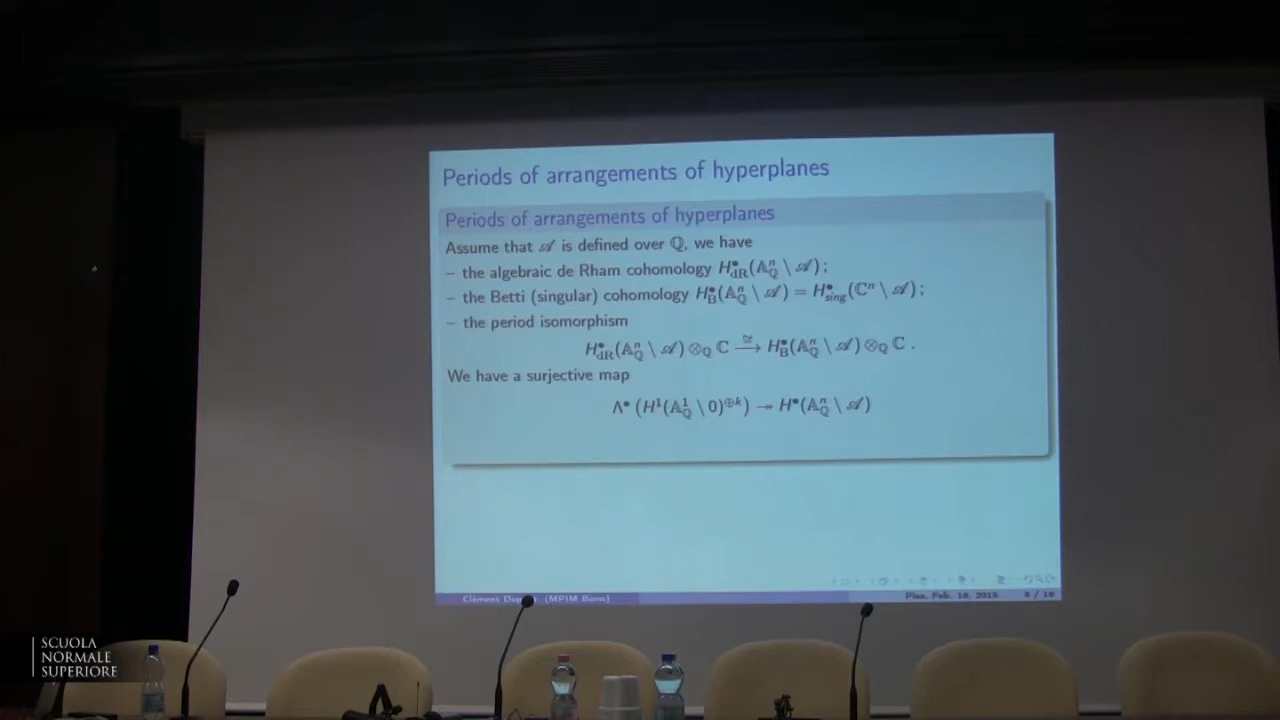 Periods of arrangements of hyperplanes
Periods of arrangements of hyperplanes
Assume that 𝒜 is defined over ℚ, we have
– the algebraic de Rham cohomology H•dR(𝔸ⁿℚ \ 𝒜) ;
– the Betti (singular) cohomology H•B(𝔸ⁿℚ \ 𝒜) = H•sing(ℂⁿ \ 𝒜) ;
– the period isomorphism
H•dR(𝔸ⁿℚ \ 𝒜) ⊗ℚ ℂ ≅→ H•B(𝔸ⁿℚ \ 𝒜) ⊗ℚ ℂ .
We have a surjective map
Λ• (H¹(𝔸¹ℚ \ 0)⊕k) ↠ H•(𝔸ⁿℚ \ 𝒜)
Clément (MPIM Bonn)
Pisa, Feb. 2015
SCUOLA
NORMALE
SUPERIORE